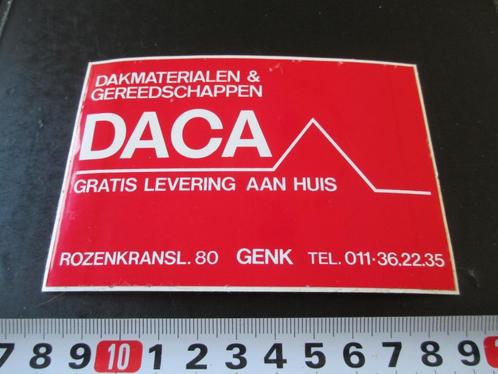 DAKMATERIALEN &
GEREEDSCHAPPEN
DACA
GRATIS LEVERING AAN HUIS
ROZENKRANSL. 80 GENK TEL. 011-36.22.35
7 8 9 10 1 2 3 4 5 6 7 8 9